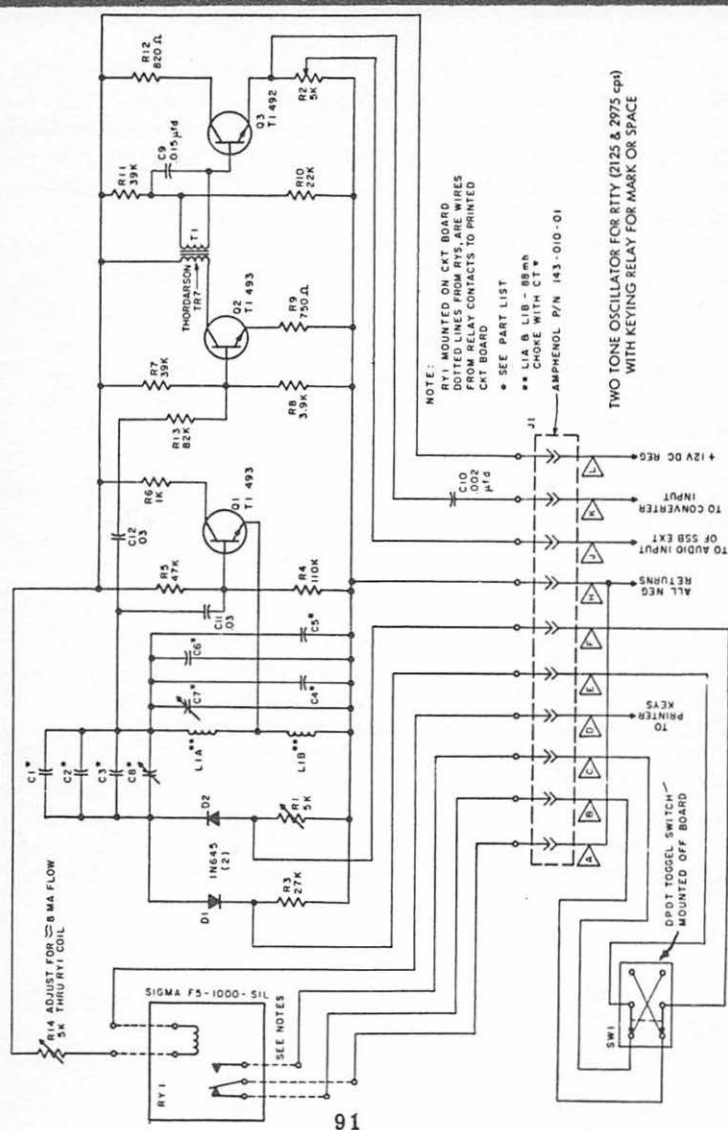 R14 ADJUST FOR ≈8 MA FLOW
5K THRU RY1 COIL
SIGMA F5-1000-SIL
RY1
SEE NOTES
C1*
C2*
C3*
C8*
D1
D2
1N645
(2)
R3
27K
R1
5K
L1A**
L1B**
C7*
C6*
C4*
C5*
C11
.03
C12
.03
R5
47K
R4
110K
R6
1K
Q1
T1 493
R13
82K
R7
39K
R8
3.9K
Q2
T1 493
R9
750Ω
THORDARSON
TR7
T1
R11
39K
C9
.015 µfd
R10
22K
R12
820 Ω
Q3
T1 492
R2
5K
NOTE:
RY1 MOUNTED ON CKT BOARD
DOTTED LINES FROM RYS, ARE WIRES
FROM RELAY CONTACTS TO PRINTED
CKT BOARD
* SEE PART LIST
** L1A & L1B - 88mh
CHOKE WITH CT*
AMPHENOL P/N 143-010-01
J1
C10
.002
µfd
A
B
C
D
E
F
H
J
K
L
TO
PRINTER
KEYS
ALL NEG
RETURNS
TO AUDIO INPUT
OF SSB EXT
TO CONVERTER
INPUT
+12V DC REG
SW1
DPDT TOGGEL SWITCH
MOUNTED OFF BOARD
TWO TONE OSCILLATOR FOR RTTY (2125 & 2975 cps)
WITH KEYING RELAY FOR MARK OR SPACE
91